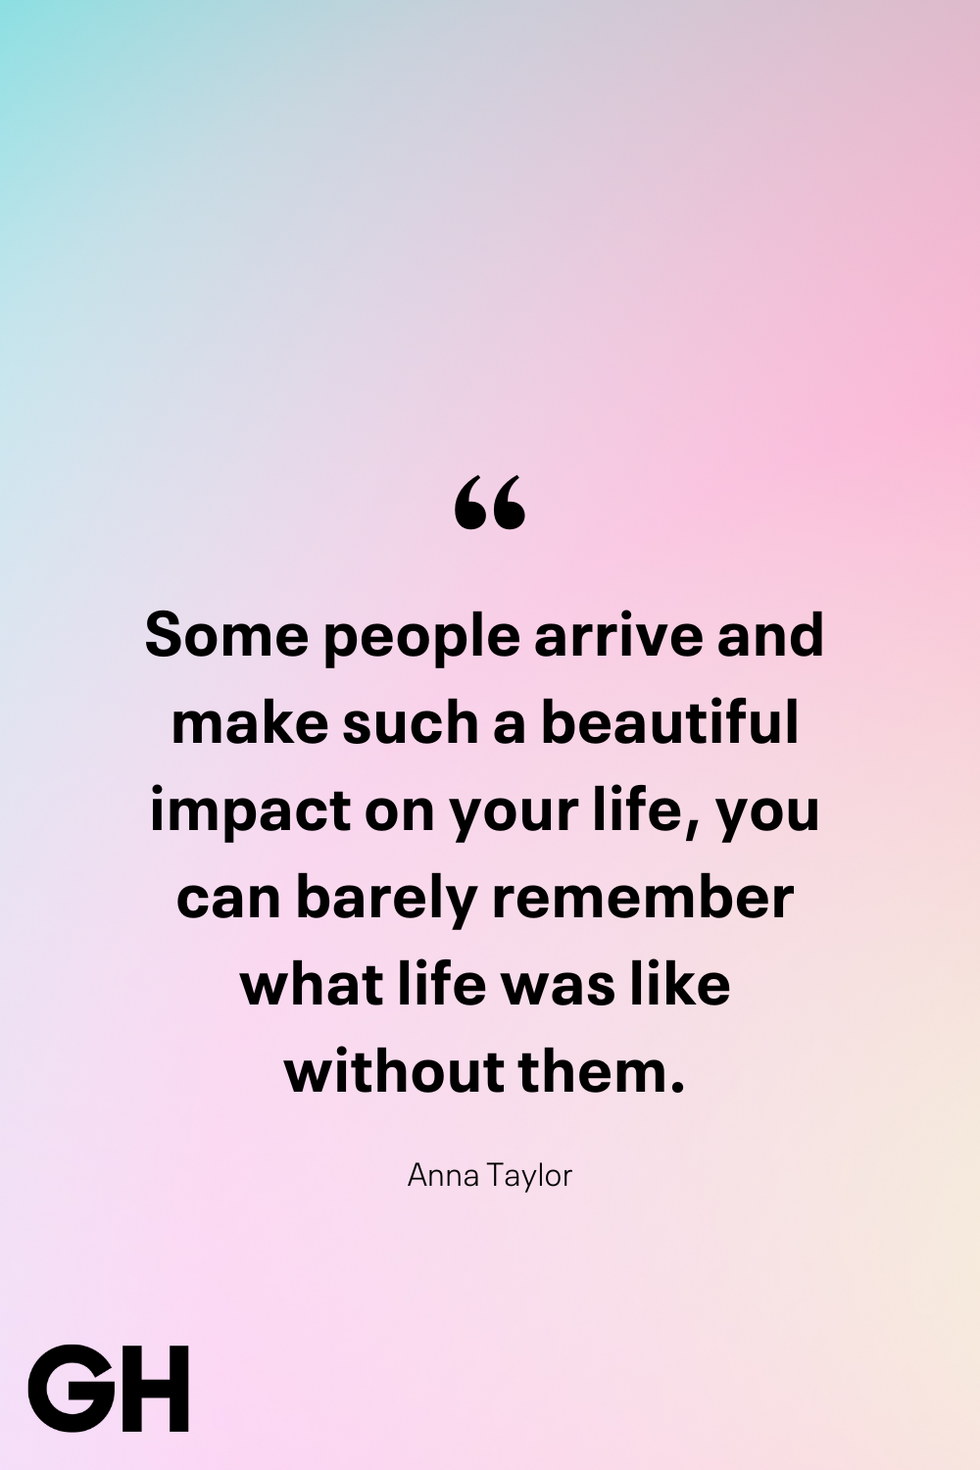 “
Some people arrive and
make such a beautiful
impact on your life, you
can barely remember
what life was like
without them.
Anna Taylor
GH